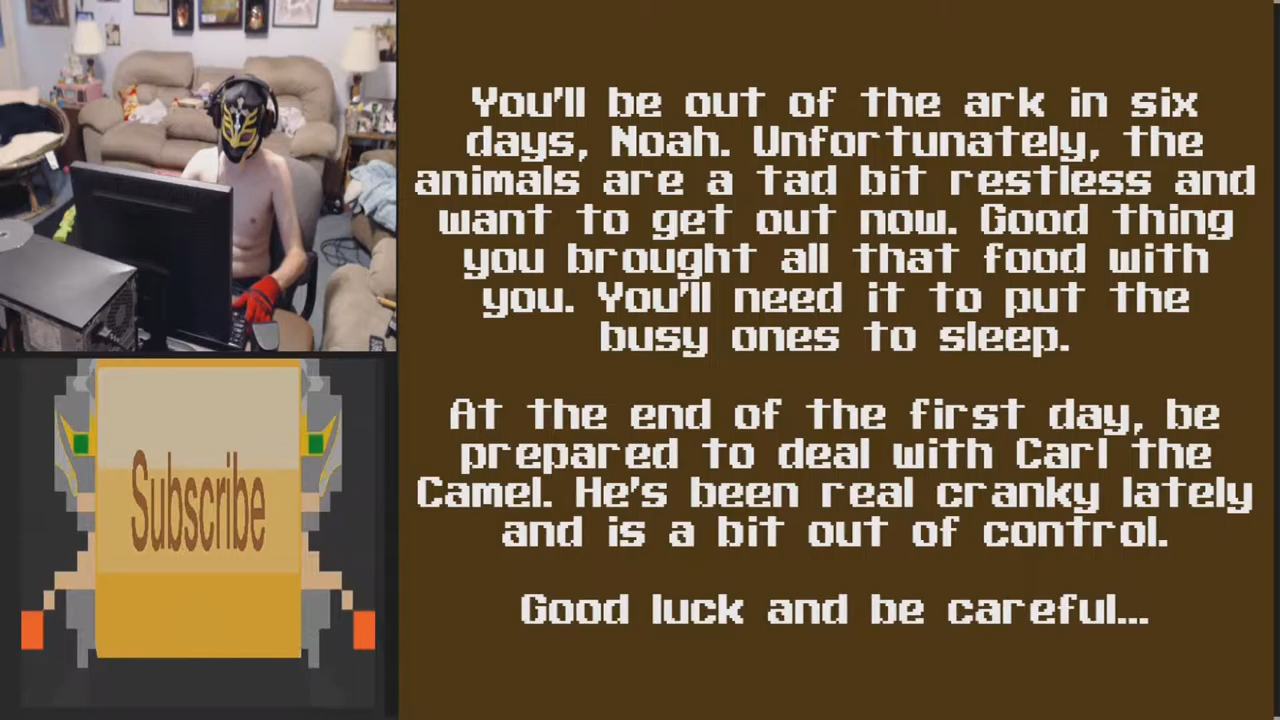 You'll be out of the ark in six
days, Noah. Unfortunately, the
animals are a tad bit restless and
want to get out now. Good thing
you brought all that food with
you. You'll need it to put the
busy ones to sleep.
At the end of the first day, be
prepared to deal with Carl the
Camel. He's been real cranky lately
and is a bit out of control.
Good luck and be careful...
Subscribe